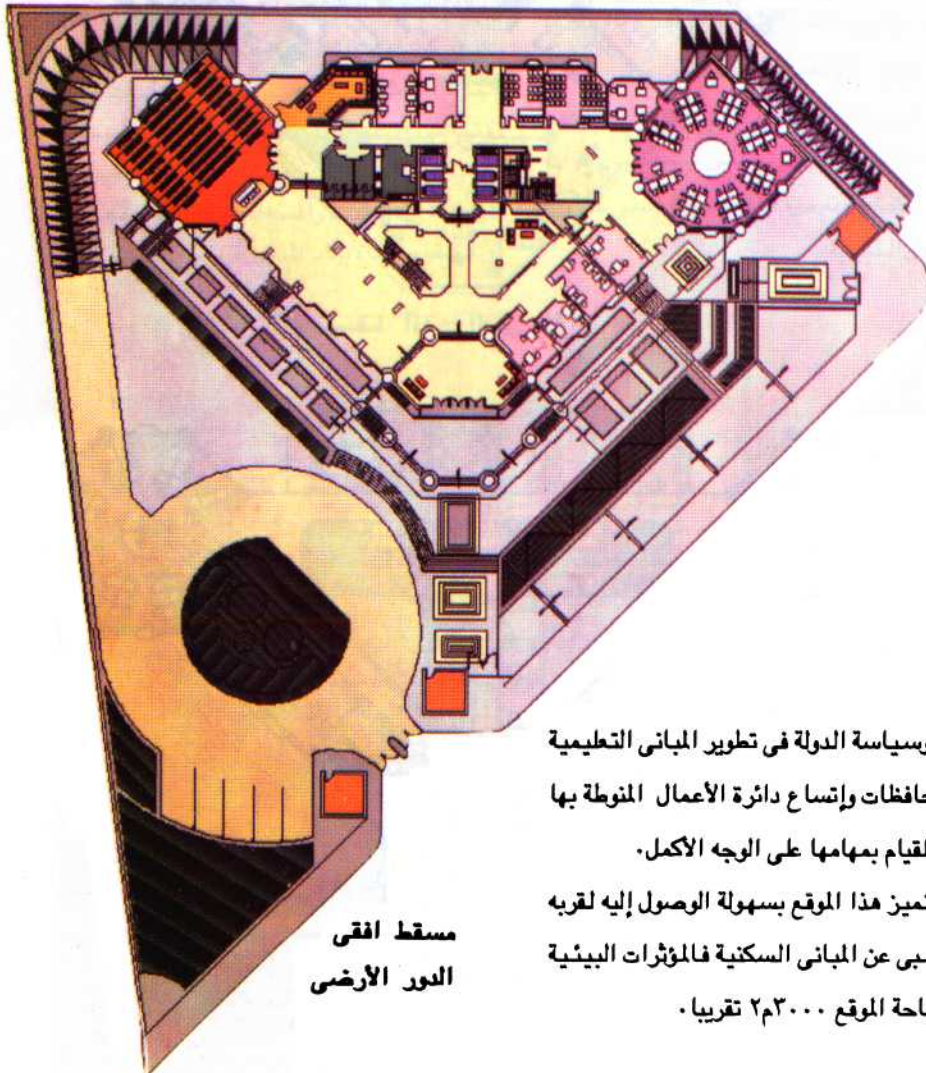 وسياسة الدولة فى تطوير المبانى التعليمية
حافظات وإتساع دائرة الأعمال المنوطة بها
لقيام بمهامها على الوجه الأكمل.
تميز هذا الموقع بسهولة الوصول إليه لقربه
سبى عن المبانى السكنية فالمؤثرات البيئية
احة الموقع ٣٠٠٠م٢ تقريبا.
مسقط افقى
الدور الأرضى